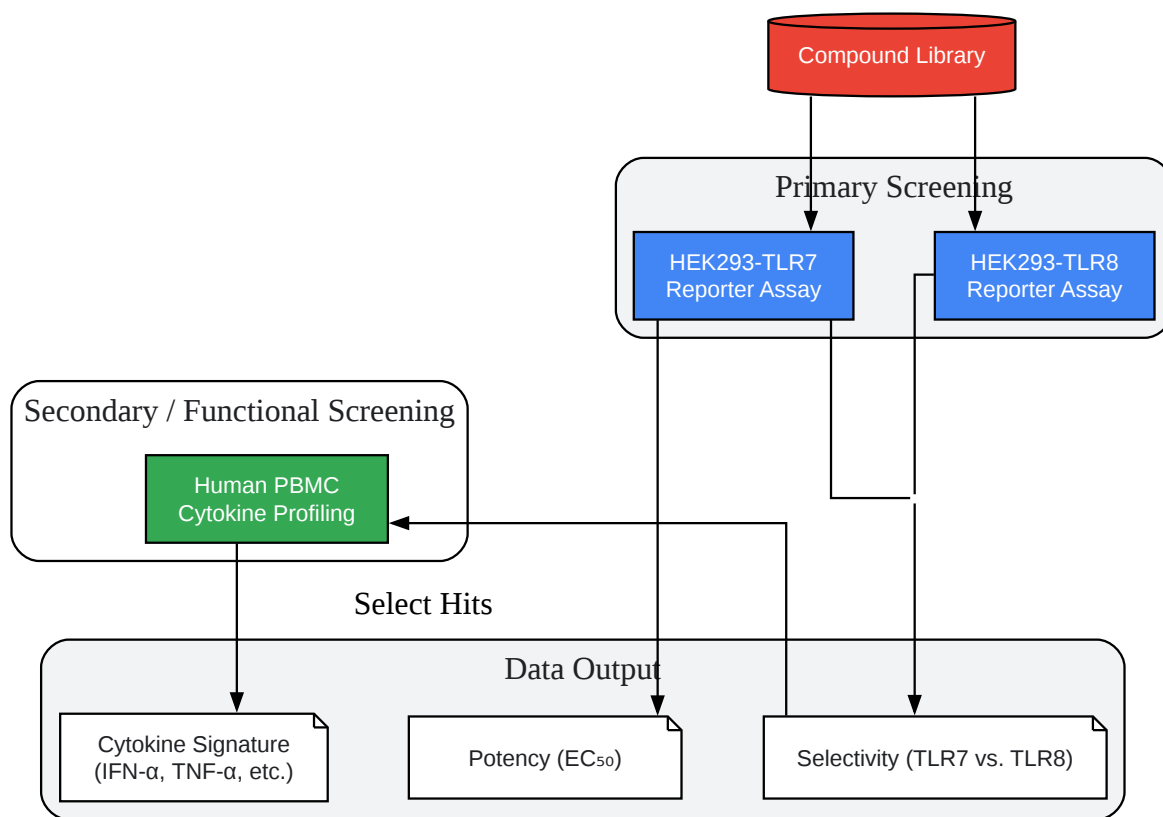 Compound Library
Primary Screening
HEK293-TLR7
Reporter Assay
HEK293-TLR8
Reporter Assay
Secondary / Functional Screening
Human PBMC
Cytokine Profiling
Select Hits
Data Output
Cytokine Signature
(IFN-α, TNF-α, etc.)
Potency (EC₅₀)
Selectivity (TLR7 vs. TLR8)